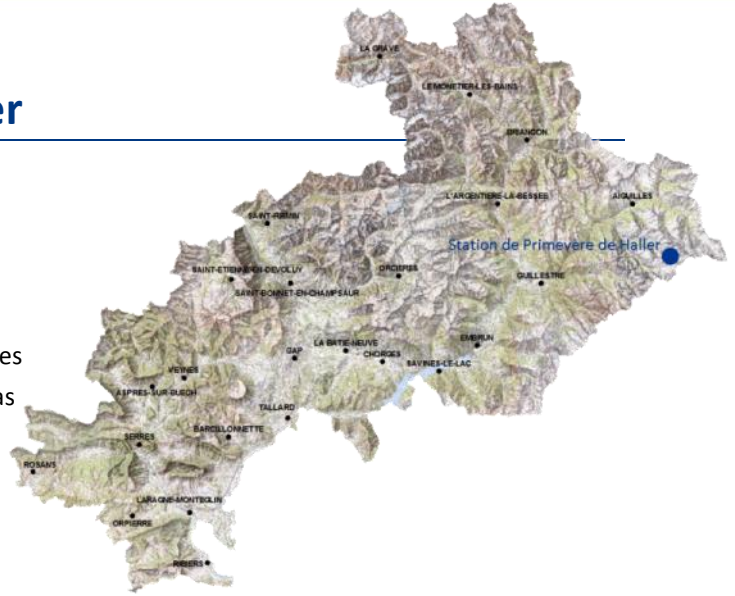 er
LA GRAVE
LE MONETIER-LES-BAINS
BRIANCON
L'ARGENTIERE-LA-BESSEE
AIGUILLES
SAINT-FIRMIN
Station de Primevère de Haller
SAINT-ETIENNE-EN-DEVOLUY
ORCIERES
GUILLESTRE
SAINT-BONNET-EN-CHAMPSAUR
es
LA BATIE-NEUVE
EMBRUN
GAP
CHORGES
SAVINES-LE-LAC
VEYNES
as
ASPRES-SUR-BUECH
TALLARD
BARCILLONNETTE
SERRES
ROSANS
LARAGNE-MONTEGLIN
ORPIERRE
RIBIERS